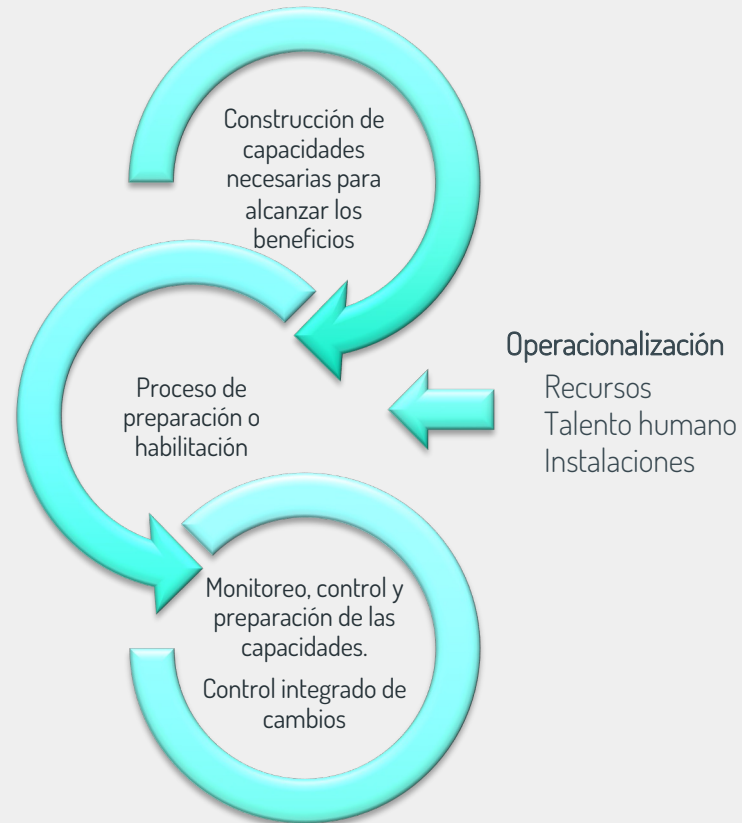 Construcción de
capacidades
necesarias para
alcanzar los
beneficios
Proceso de
preparación o
habilitación
Operacionalización
Recursos
Talento humano
Instalaciones
Monitoreo, control y
preparación de las
capacidades.
Control integrado de
cambios